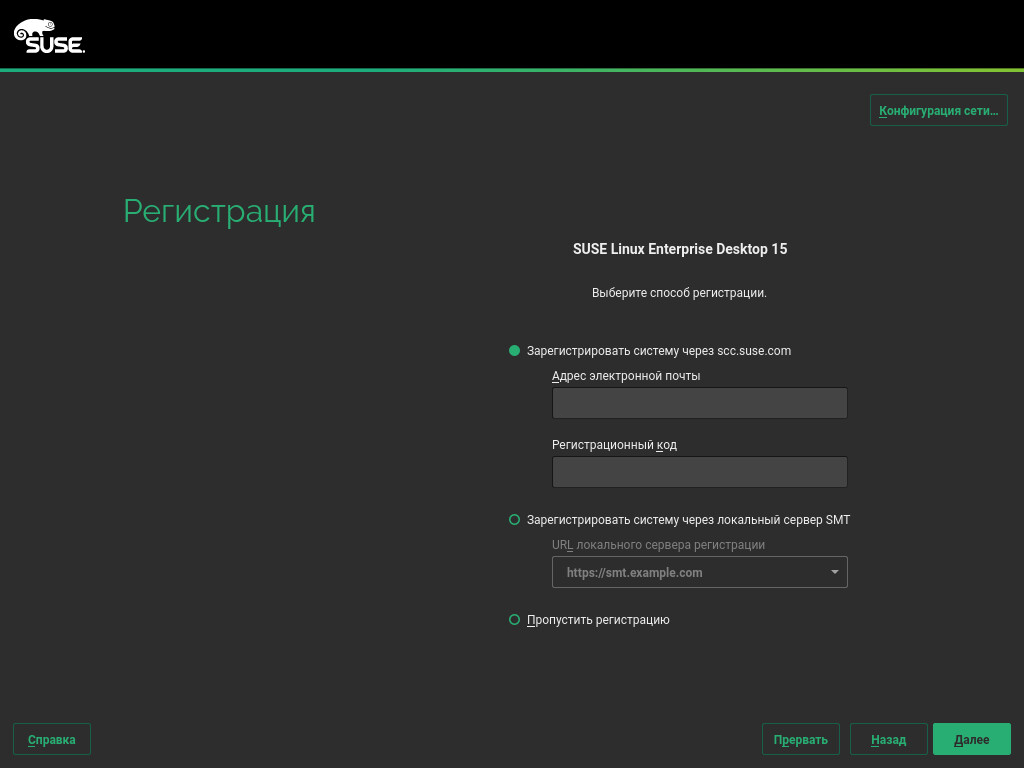 SUSE.
Конфигурация сети...
Регистрация
SUSE Linux Enterprise Desktop 15
Выберите способ регистрации.
Зарегистрировать систему через scc.suse.com
Адрес электронной почты
Регистрационный код
Зарегистрировать систему через локальный сервер SMT
URL локального сервера регистрации
https://smt.example.com
Пропустить регистрацию
Справка
Прервать
Назад
Далее